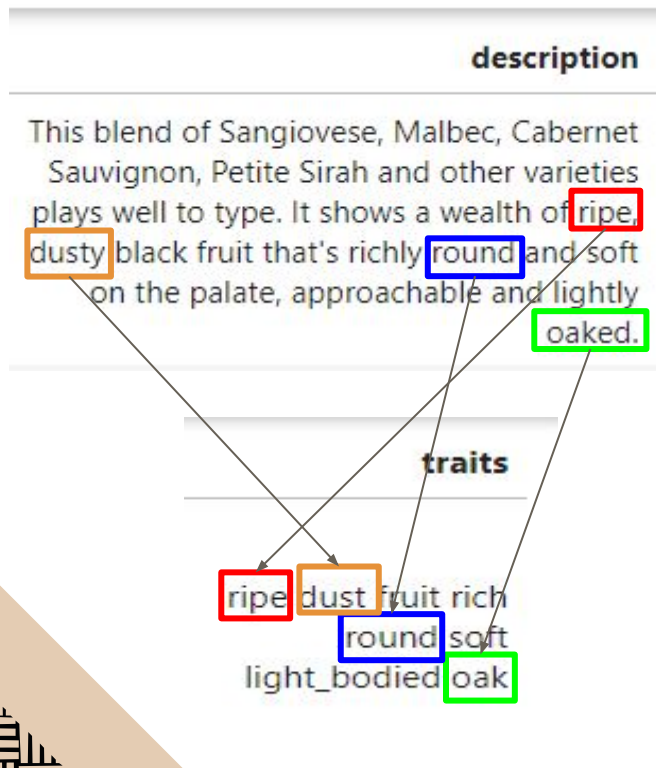 description
This blend of Sangiovese, Malbec, Cabernet
Sauvignon, Petite Sirah and other varieties
plays well to type. It shows a wealth of ripe,
dusty black fruit that's richly round and soft
on the palate, approachable and lightly
oaked.
traits
ripe dust fruit rich
round soft
light_bodied oak